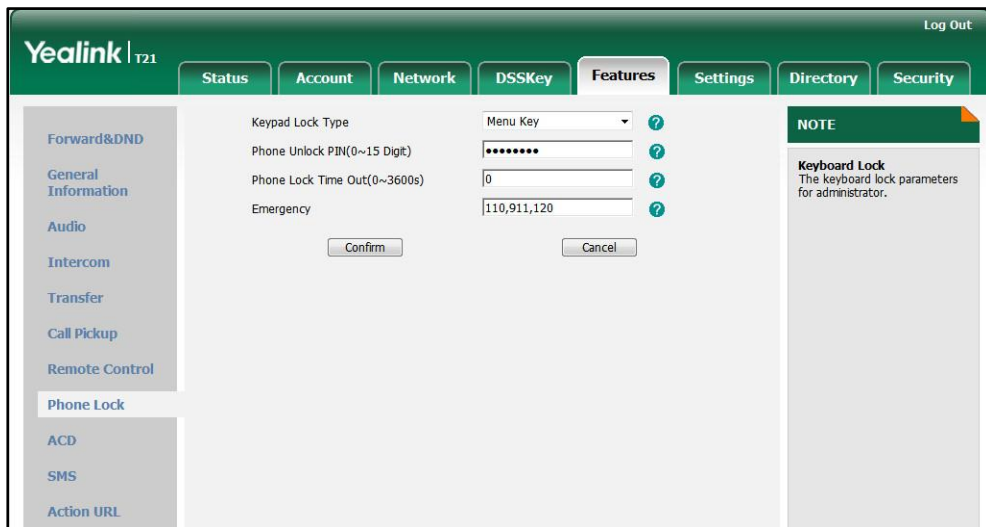 Log Out
Yealink T21
Status Account Network DSSKey Features Settings Directory Security
Forward&DND
General
Information
Audio
Intercom
Transfer
Call Pickup
Remote Control
Phone Lock
ACD
SMS
Action URL
Keypad Lock Type Menu Key ?
Phone Unlock PIN(0~15 Digit) •••••••• ?
Phone Lock Time Out(0~3600s) 0 ?
Emergency 110,911,120 ?
Confirm Cancel
NOTE
Keyboard Lock
The keyboard lock parameters
for administrator.